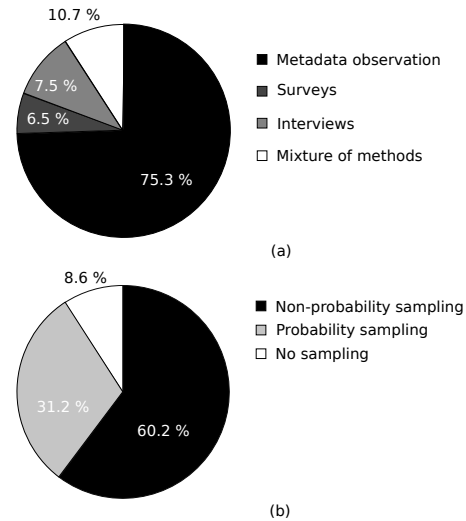 10.7 %
7.5 %
6.5 %
75.3 %
Metadata observation
Surveys
Interviews
Mixture of methods
(a)
8.6 %
31.2 %
60.2 %
Non-probability sampling
Probability sampling
No sampling
(b)